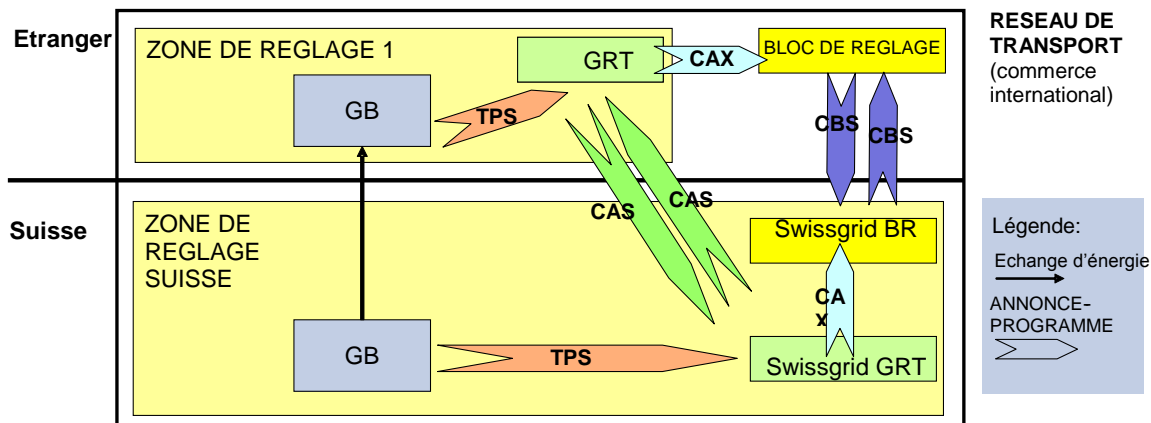 Etranger
ZONE DE REGLAGE 1
GRT
CAX
BLOC DE REGLAGE
RESEAU DE
TRANSPORT
(commerce
international)
GB
TPS
CBS
CBS
CAS
CAS
Suisse
ZONE DE
REGLAGE
SUISSE
Swissgrid BR
CA
x
GB
TPS
Swissgrid GRT
Légende:
Echange d'énergie
ANNONCE-
PROGRAMME